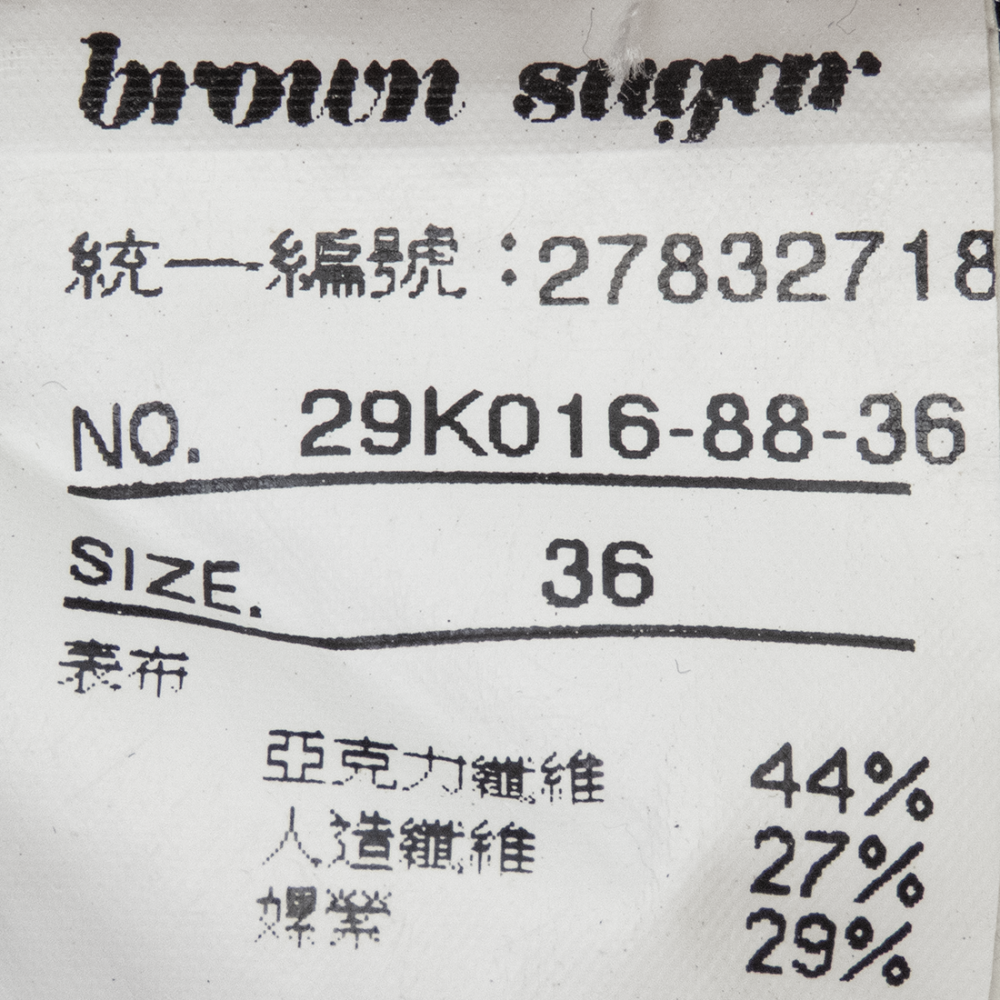 brown sugar
統一編號:27832718
NO. 29K016-88-36
SIZE. 36
表布
亞克力纖維 44%
人造纖維 27%
嫘縈 29%